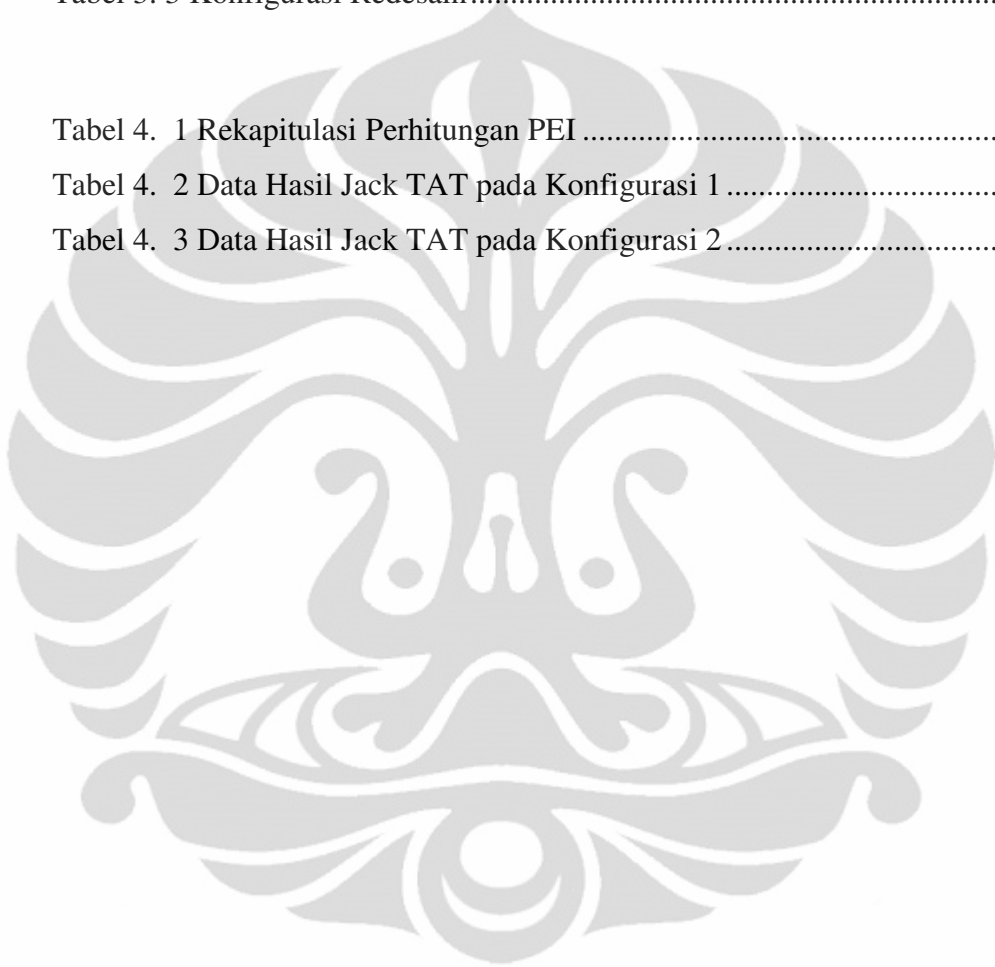 Tabel 4. 1 Rekapitulasi Perhitungan PEI ..........................................................
Tabel 4. 2 Data Hasil Jack TAT pada Konfigurasi 1 ......................................
Tabel 4. 3 Data Hasil Jack TAT pada Konfigurasi 2 ......................................